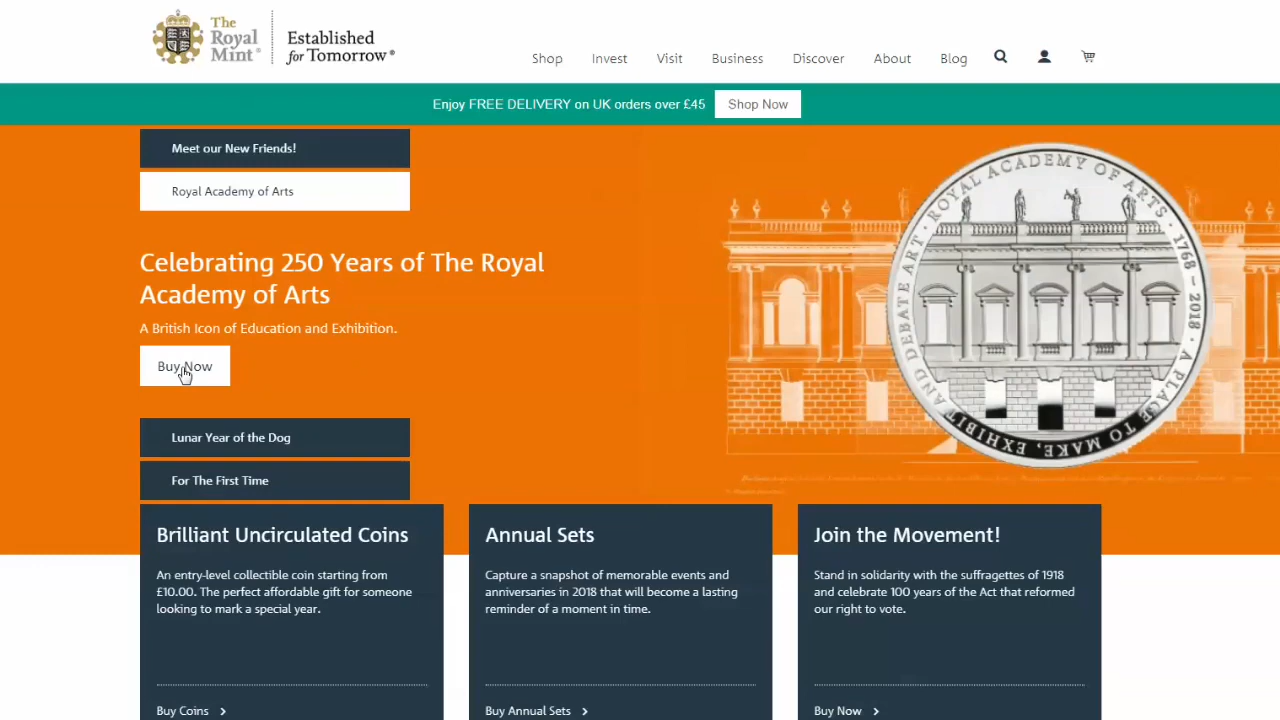 The
Royal
Mint®
Established
for Tomorrow®
Shop Invest Visit Business Discover About Blog
Enjoy FREE DELIVERY on UK orders over £45 Shop Now
Meet our New Friends!
Royal Academy of Arts
Celebrating 250 Years of The Royal
Academy of Arts
A British Icon of Education and Exhibition.
Buy Now
ROYAL ACADEMY OF ARTS · 1768 – 2018 · A PLACE TO MAKE, EXHIBIT AND DEBATE ART ·
Lunar Year of the Dog
For The First Time
Brilliant Uncirculated Coins
An entry-level collectible coin starting from
£10.00. The perfect affordable gift for someone
looking to mark a special year.
Buy Coins
Annual Sets
Capture a snapshot of memorable events and
anniversaries in 2018 that will become a lasting
reminder of a moment in time.
Buy Annual Sets
Join the Movement!
Stand in solidarity with the suffragettes of 1918
and celebrate 100 years of the Act that reformed
our right to vote.
Buy Now